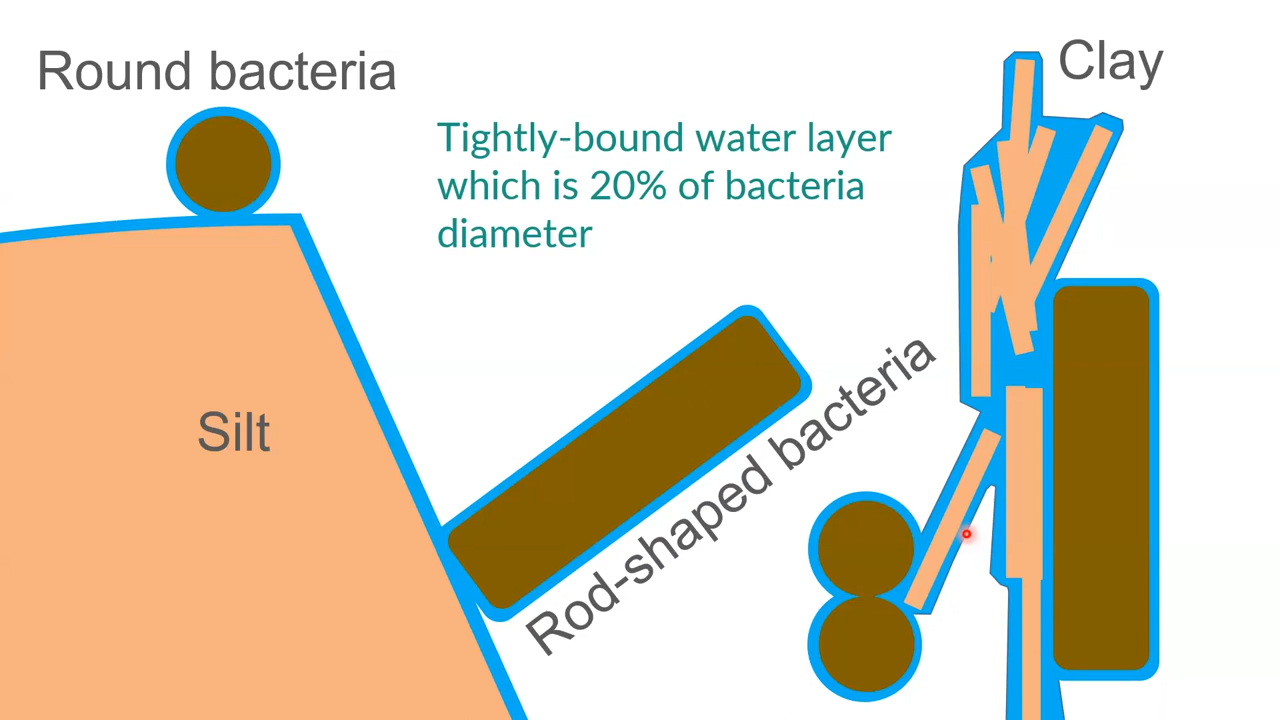 Round bacteria
Clay
Tightly-bound water layer
which is 20% of bacteria
diameter
Silt
Rod-shaped bacteria